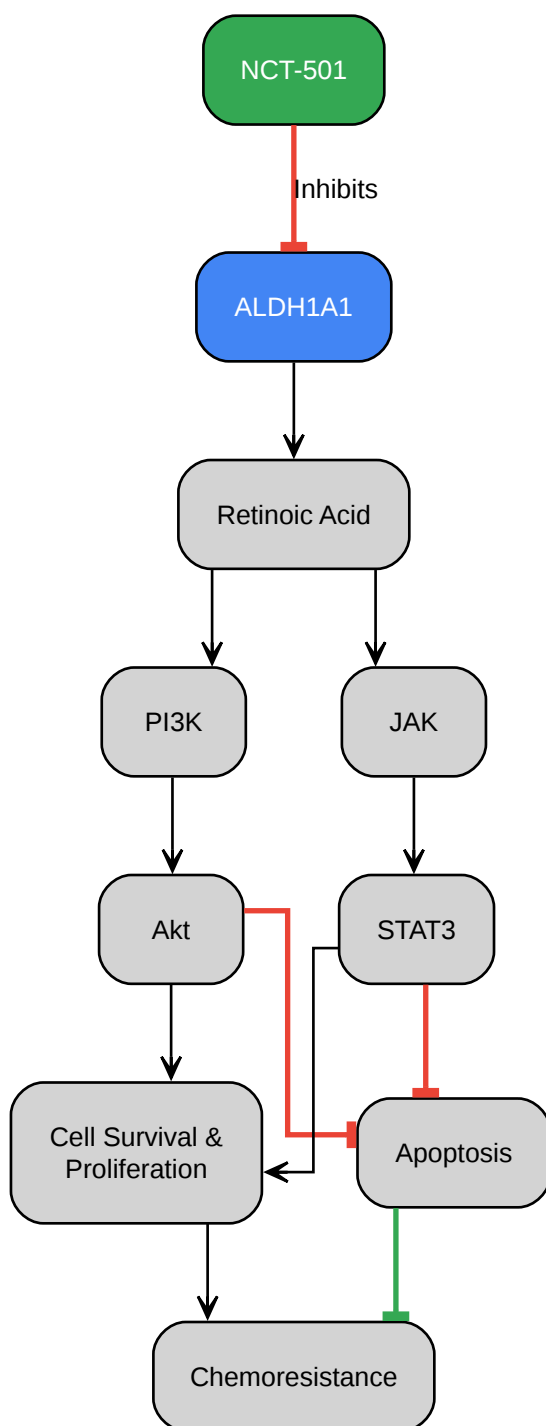 NCT-501
Inhibits
ALDH1A1
Retinoic Acid
PI3K
JAK
Akt
STAT3
Cell Survival &
Proliferation
Apoptosis
Chemoresistance